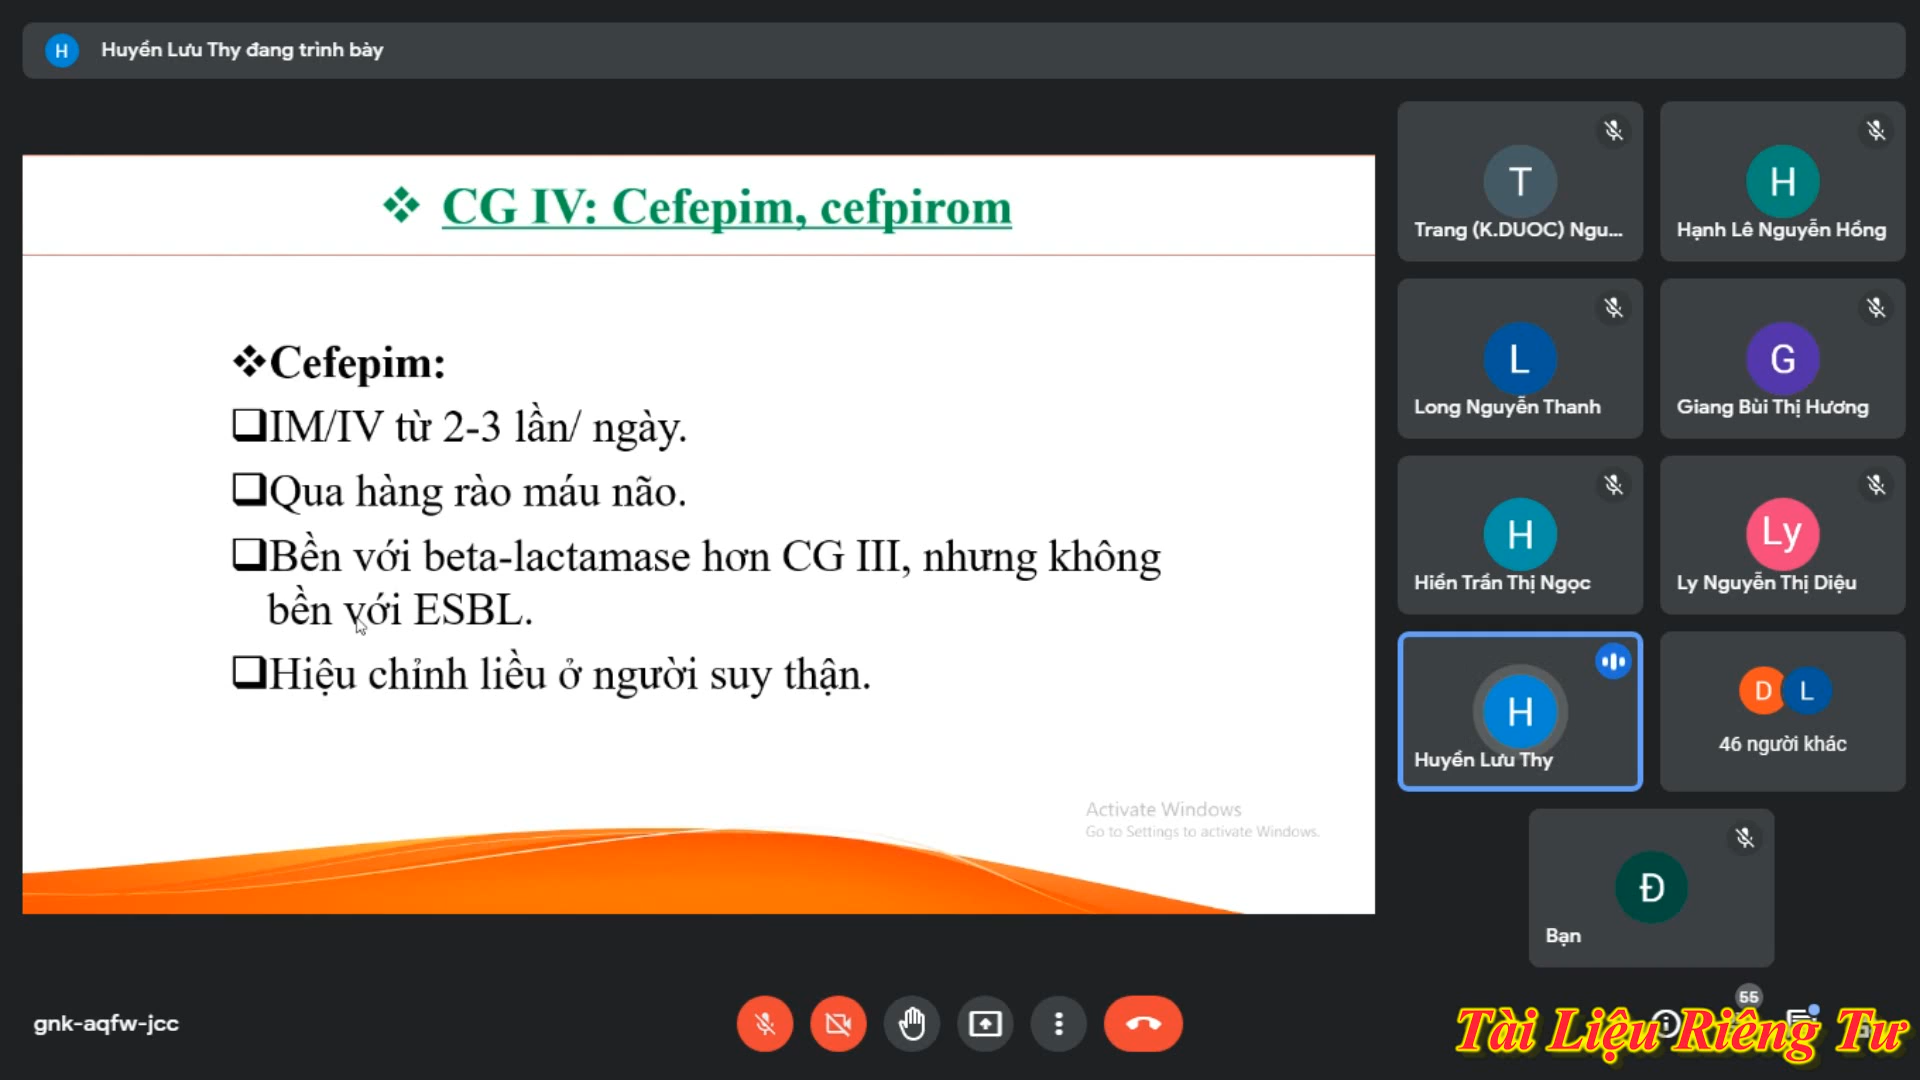 H Huyền Lưu Thy đang trình bày
❖ CG IV: Cefepim, cefpirom
❖Cefepim:
❑IM/IV từ 2-3 lần/ ngày.
❑Qua hàng rào máu não.
❑Bền với beta-lactamase hơn CG III, nhưng không
bền với ESBL.
❑Hiệu chỉnh liều ở người suy thận.
Activate Windows
Go to Settings to activate Windows.
T
Trang (K.DUOC) Ngu...
H
Hạnh Lê Nguyễn Hồng
L
Long Nguyễn Thanh
G
Giang Bùi Thị Hương
H
Hiền Trần Thị Ngọc
Ly
Ly Nguyễn Thị Diệu
H
Huyền Lưu Thy
D L
46 người khác
Đ
Bạn
gnk-aqfw-jcc
55
Tài Liệu Riêng Tư